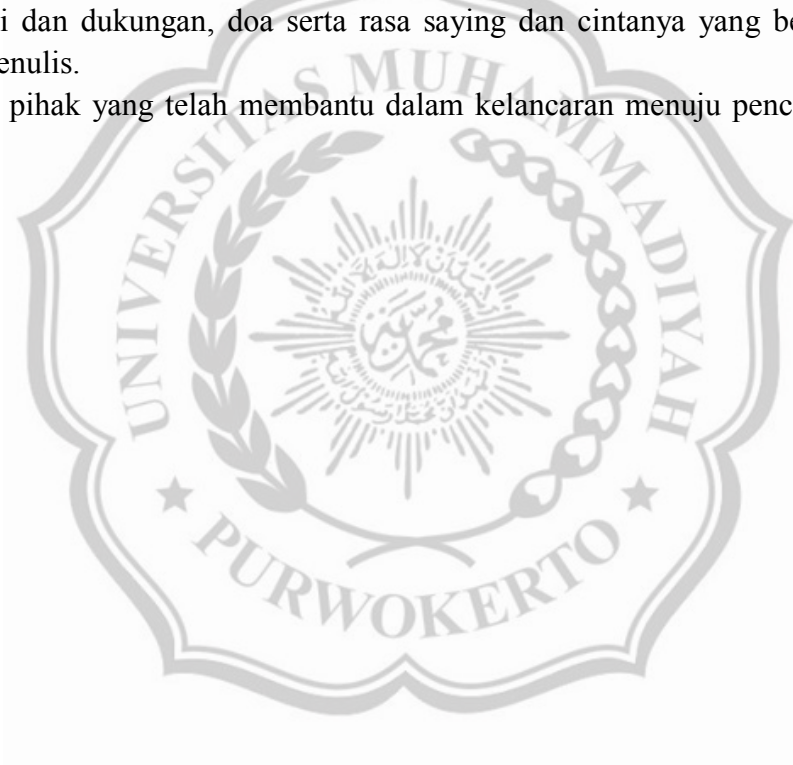 i dan dukungan, doa serta rasa saying dan cintanya yang be
enulis.
pihak yang telah membantu dalam kelancaran menuju penc
UNIVERSITAS MUHAMMADIYAH
PURWOKERTO